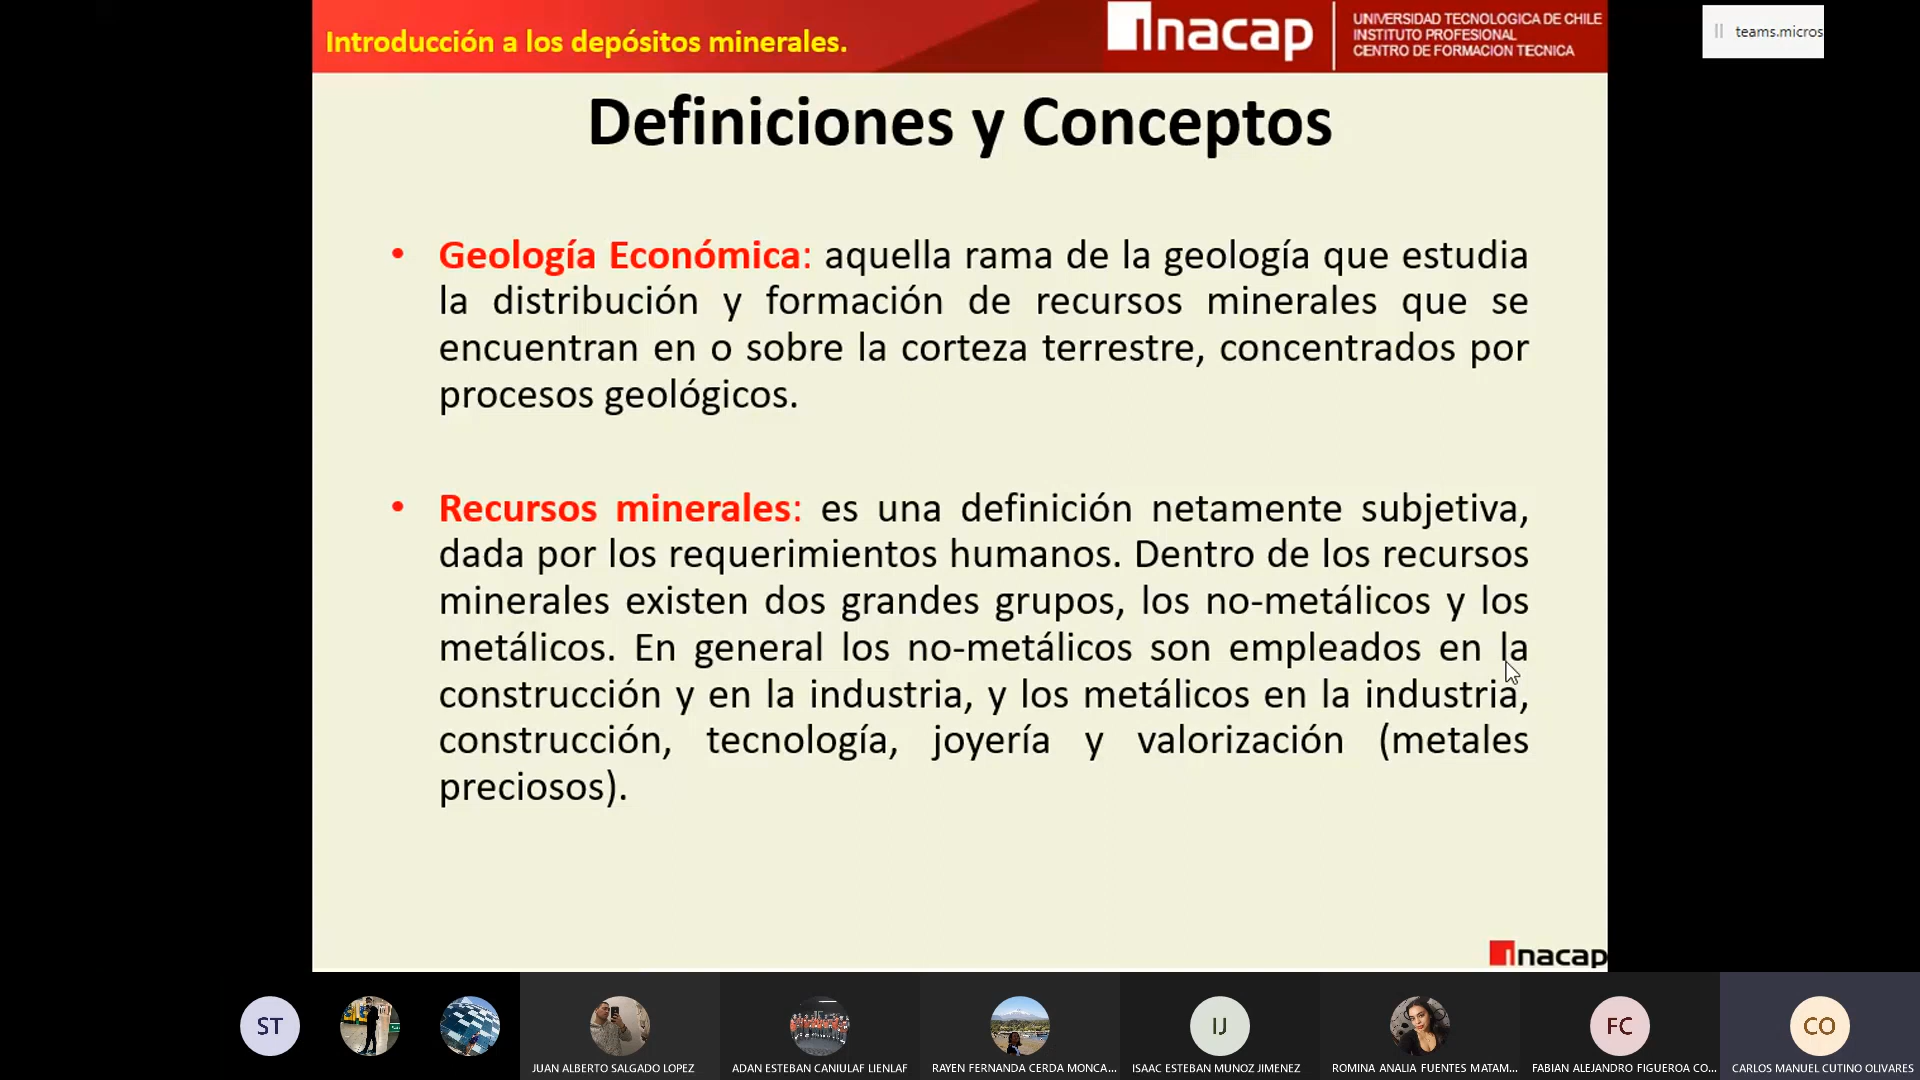 Introducción a los depósitos minerales.
inacap
UNIVERSIDAD TECNOLOGICA DE CHILE
INSTITUTO PROFESIONAL
CENTRO DE FORMACION TECNICA
teams.micros
Definiciones y Conceptos
• Geología Económica: aquella rama de la geología que estudia
la distribución y formación de recursos minerales que se
encuentran en o sobre la corteza terrestre, concentrados por
procesos geológicos.
• Recursos minerales: es una definición netamente subjetiva,
dada por los requerimientos humanos. Dentro de los recursos
minerales existen dos grandes grupos, los no-metálicos y los
metálicos. En general los no-metálicos son empleados en la
construcción y en la industria, y los metálicos en la industria,
construcción, tecnología, joyería y valorización (metales
preciosos).
inacap
ST
IJ
FC
CO
JUAN ALBERTO SALGADO LOPEZ
ADAN ESTEBAN CANIULAF LIENLAF
RAYEN FERNANDA CERDA MONCA...
ISAAC ESTEBAN MUNOZ JIMENEZ
ROMINA ANALIA FUENTES MATAM...
FABIAN ALEJANDRO FIGUEROA CO...
CARLOS MANUEL CUTINO OLIVARES